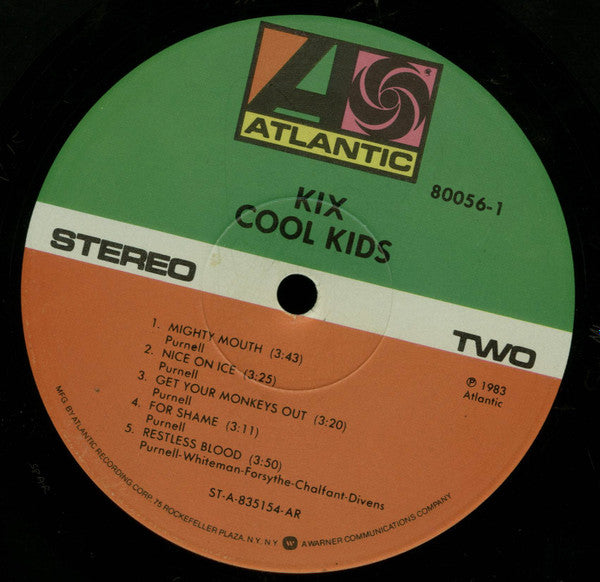 ATLANTIC
80056-1
KIX
COOL KIDS
STEREO
TWO
℗ 1983
Atlantic
1. MIGHTY MOUTH (3:43)
Purnell
2. NICE ON ICE (3:25)
Purnell
3. GET YOUR MONKEYS OUT (3:20)
Purnell
4. FOR SHAME (3:11)
Purnell
5. RESTLESS BLOOD (3:50)
Purnell-Whiteman-Forsythe-Chalfant-Divens
ST-A-835154-AR
MFG. BY ATLANTIC RECORDING CORP. 75 ROCKEFELLER PLAZA. N.Y. N.Y. A WARNER COMMUNICATIONS COMPANY